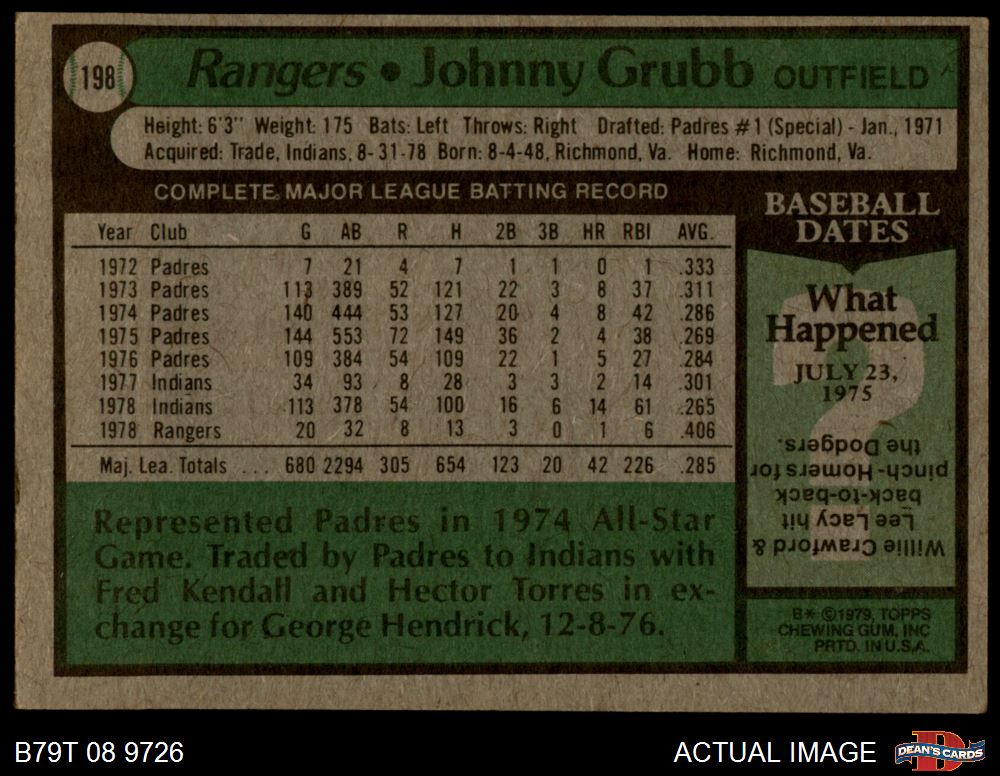 198
Rangers • Johnny Grubb OUTFIELD
Height: 6'3" Weight: 175 Bats: Left Throws: Right Drafted: Padres #1 (Special) - Jan., 1971
Acquired: Trade, Indians, 8-31-78 Born: 8-4-48, Richmond, Va. Home: Richmond, Va.
COMPLETE MAJOR LEAGUE BATTING RECORD
Year Club G AB R H 2B 3B HR RBI AVG.
1972 Padres 7 21 4 7 1 1 0 1 .333
1973 Padres 113 389 52 121 22 3 8 37 .311
1974 Padres 140 444 53 127 20 4 8 42 .286
1975 Padres 144 553 72 149 36 2 4 38 .269
1976 Padres 109 384 54 109 22 1 5 27 .284
1977 Indians 34 93 8 28 3 3 2 14 .301
1978 Indians 113 378 54 100 16 6 14 61 .265
1978 Rangers 20 32 8 13 3 0 1 6 .406
Maj. Lea. Totals ... 680 2294 305 654 123 20 42 226 .285
Represented Padres in 1974 All-Star
Game. Traded by Padres to Indians with
Fred Kendall and Hector Torres in ex-
change for George Hendrick, 12-8-76.
BASEBALL
DATES
2
What
Happened
JULY 23,
1975
Willie Crawford &
Lee Lacy hit
back-to-back
pinch-Homers for
the Dodgers.
B* ©1979, TOPPS
CHEWING GUM, INC
PRTD. IN U.S.A.
B79T 08 9726
ACTUAL IMAGE
D
DEAN'S CARDS